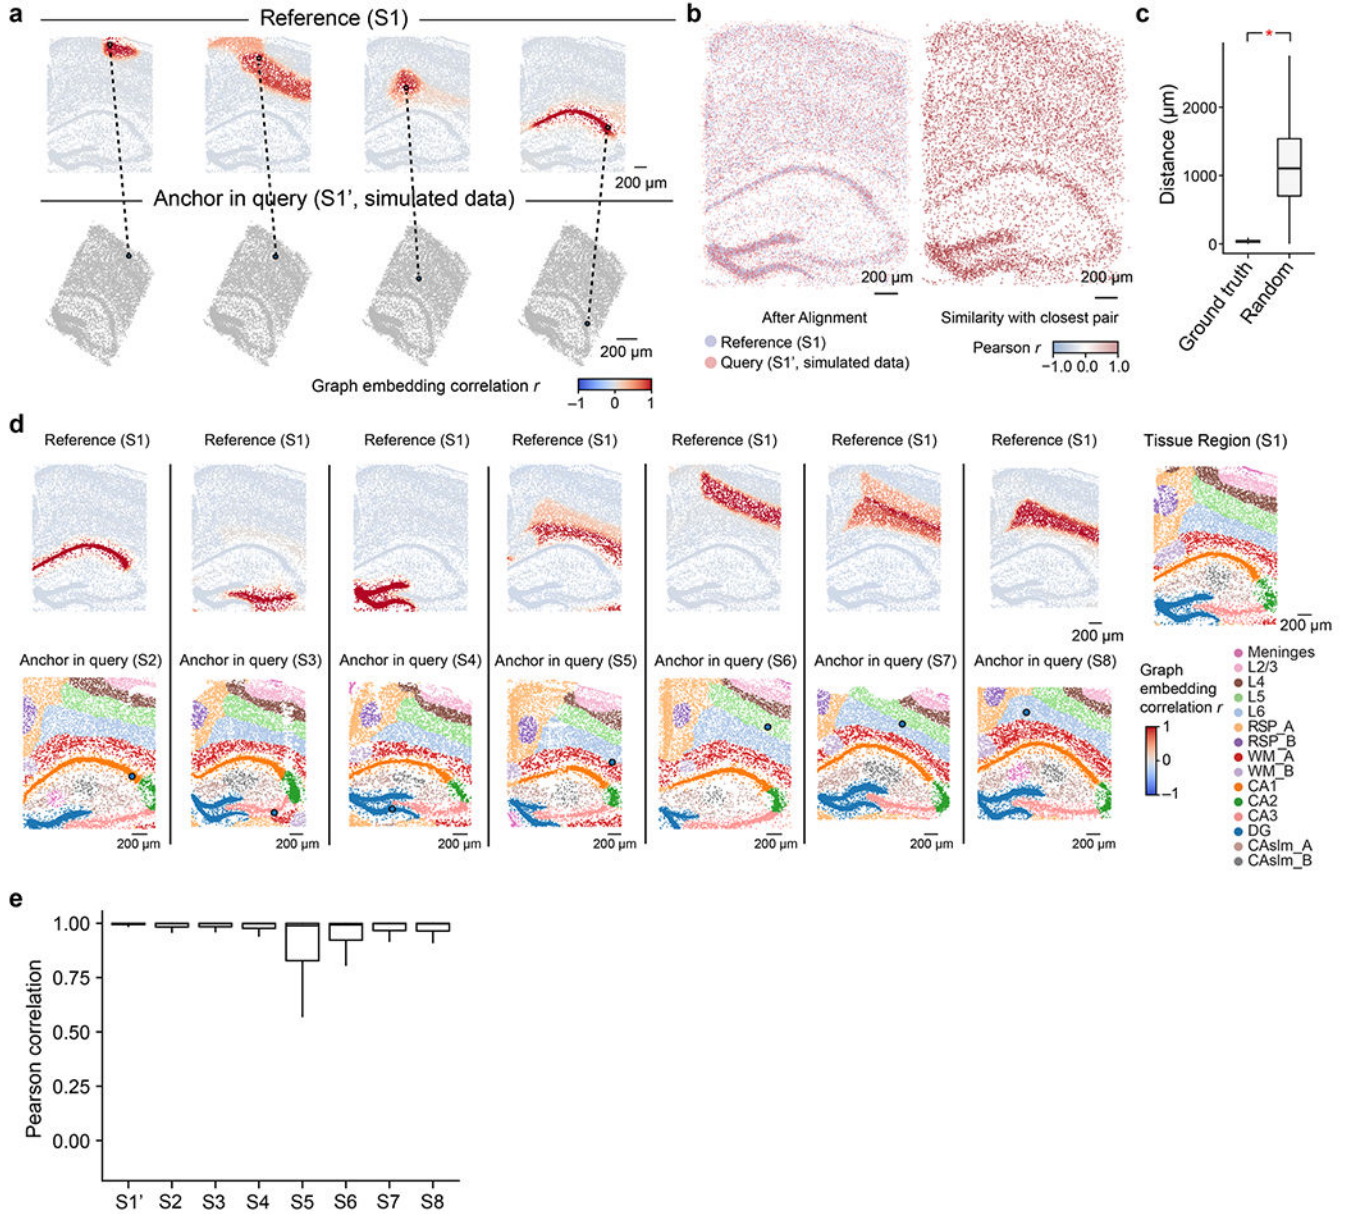 a
Reference (S1)
200 µm
Anchor in query (S1', simulated data)
200 µm
Graph embedding correlation r
−1 0 1
b
200 µm
200 µm
After Alignment
Similarity with closest pair
Reference (S1)
Query (S1', simulated data)
Pearson r
−1.0 0.0 1.0
c
*
Distance (µm)
2000
1000
0
Ground truth
Random
d
Reference (S1) Reference (S1) Reference (S1) Reference (S1) Reference (S1) Reference (S1) Reference (S1) Tissue Region (S1)
200 µm
200 µm
Anchor in query (S2) Anchor in query (S3) Anchor in query (S4) Anchor in query (S5) Anchor in query (S6) Anchor in query (S7) Anchor in query (S8)
200 µm 200 µm 200 µm 200 µm 200 µm 200 µm 200 µm
Graph
embedding
correlation r
1
0
−1
Meninges
L2/3
L4
L5
L6
RSP_A
RSP_B
WM_A
WM_B
CA1
CA2
CA3
DG
CAslm_A
CAslm_B
e
Pearson correlation
1.00
0.75
0.50
0.25
0.00
S1' S2 S3 S4 S5 S6 S7 S8